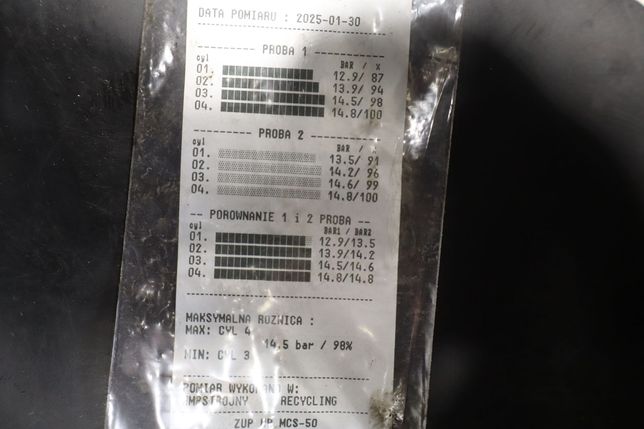 DATA POMIARU : 2025-01-30
PROBA 1
cyl BAR / %
01. 12.9/ 87
02. 13.9/ 94
03. 14.5/ 98
04. 14.8/100
PROBA 2
cyl BAR / %
01. 13.5/ 91
02. 14.2/ 96
03. 14.6/ 99
04. 14.8/100
-- POROWNANIE 1 i 2 PROBA --
cyl BAR1 / BAR2
01. 12.9/13.5
02. 13.9/14.2
03. 14.5/14.6
04. 14.8/14.8
MAKSYMALNA ROZNICA :
MAX: CYL 4
14.5 bar / 98%
MIN: CYL 3
POMIAR WYKONANO W:
RECYCLING
ZUP HP MCS-50